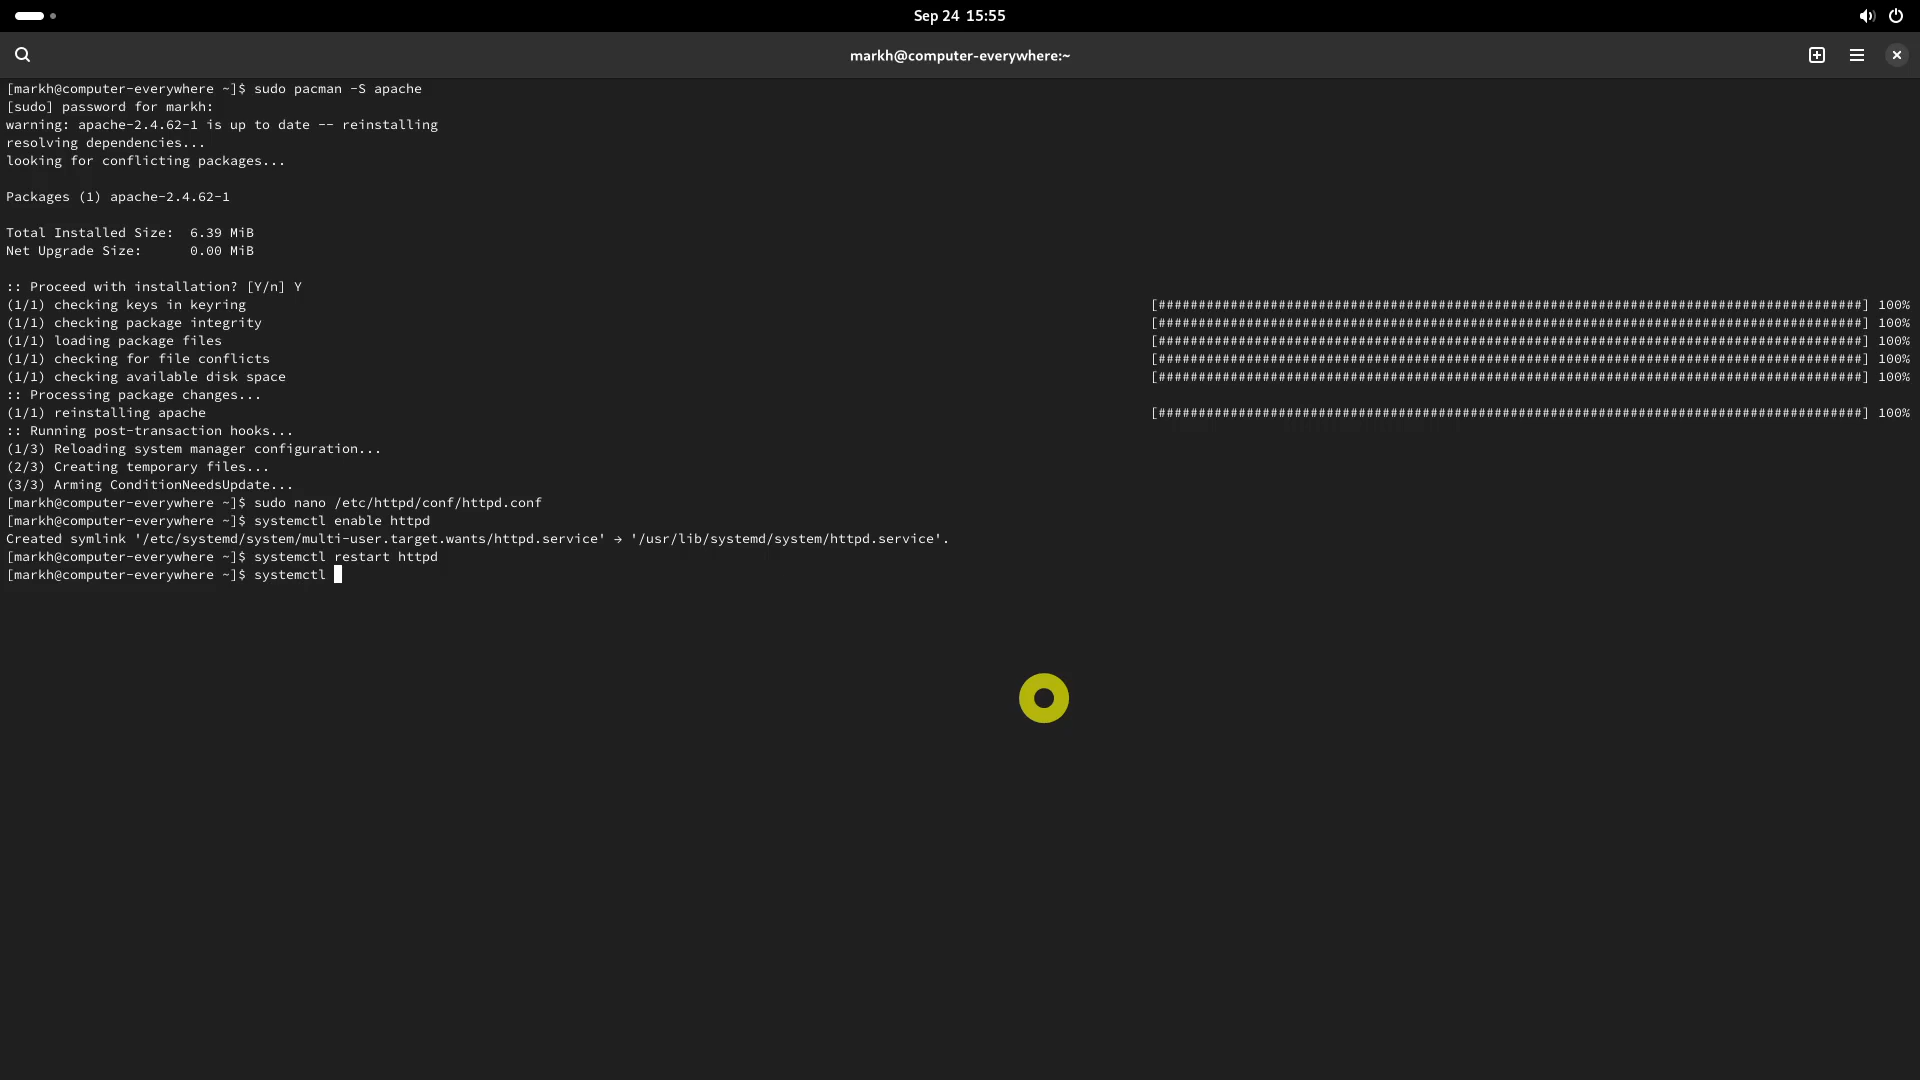 Sep 24 15:55
markh@computer-everywhere:~
[markh@computer-everywhere ~]$ sudo pacman -S apache
[sudo] password for markh:
warning: apache-2.4.62-1 is up to date -- reinstalling
resolving dependencies...
looking for conflicting packages...
Packages (1) apache-2.4.62-1
Total Installed Size:  6.39 MiB
Net Upgrade Size:      0.00 MiB
:: Proceed with installation? [Y/n] Y
(1/1) checking keys in keyring [########################################################################################] 100%
(1/1) checking package integrity [########################################################################################] 100%
(1/1) loading package files [########################################################################################] 100%
(1/1) checking for file conflicts [########################################################################################] 100%
(1/1) checking available disk space [########################################################################################] 100%
:: Processing package changes...
(1/1) reinstalling apache [########################################################################################] 100%
:: Running post-transaction hooks...
(1/3) Reloading system manager configuration...
(2/3) Creating temporary files...
(3/3) Arming ConditionNeedsUpdate...
[markh@computer-everywhere ~]$ sudo nano /etc/httpd/conf/httpd.conf
[markh@computer-everywhere ~]$ systemctl enable httpd
Created symlink '/etc/systemd/system/multi-user.target.wants/httpd.service' → '/usr/lib/systemd/system/httpd.service'.
[markh@computer-everywhere ~]$ systemctl restart httpd
[markh@computer-everywhere ~]$ systemctl